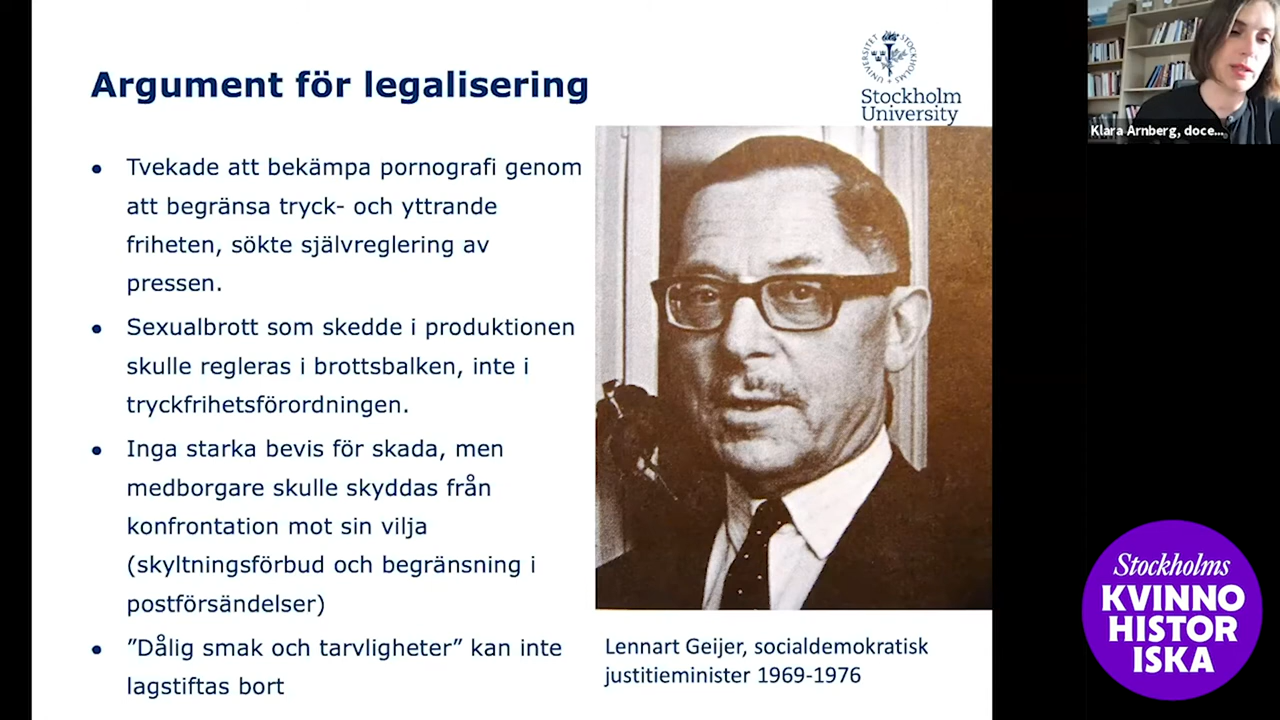 Argument för legalisering
UNIVERSITET STOCKHOLMS
Stockholm
University
• Tvekade att bekämpa pornografi genom
att begränsa tryck- och yttrande
friheten, sökte självreglering av
pressen.
• Sexualbrott som skedde i produktionen
skulle regleras i brottsbalken, inte i
tryckfrihetsförordningen.
• Inga starka bevis för skada, men
medborgare skulle skyddas från
konfrontation mot sin vilja
(skyltningsförbud och begränsning i
postförsändelser)
• ”Dålig smak och tarvligheter” kan inte
lagstiftas bort
Lennart Geijer, socialdemokratisk
justitieminister 1969-1976
Klara Arnberg, doce...
Stockholms
KVINNO
HISTOR
ISKA